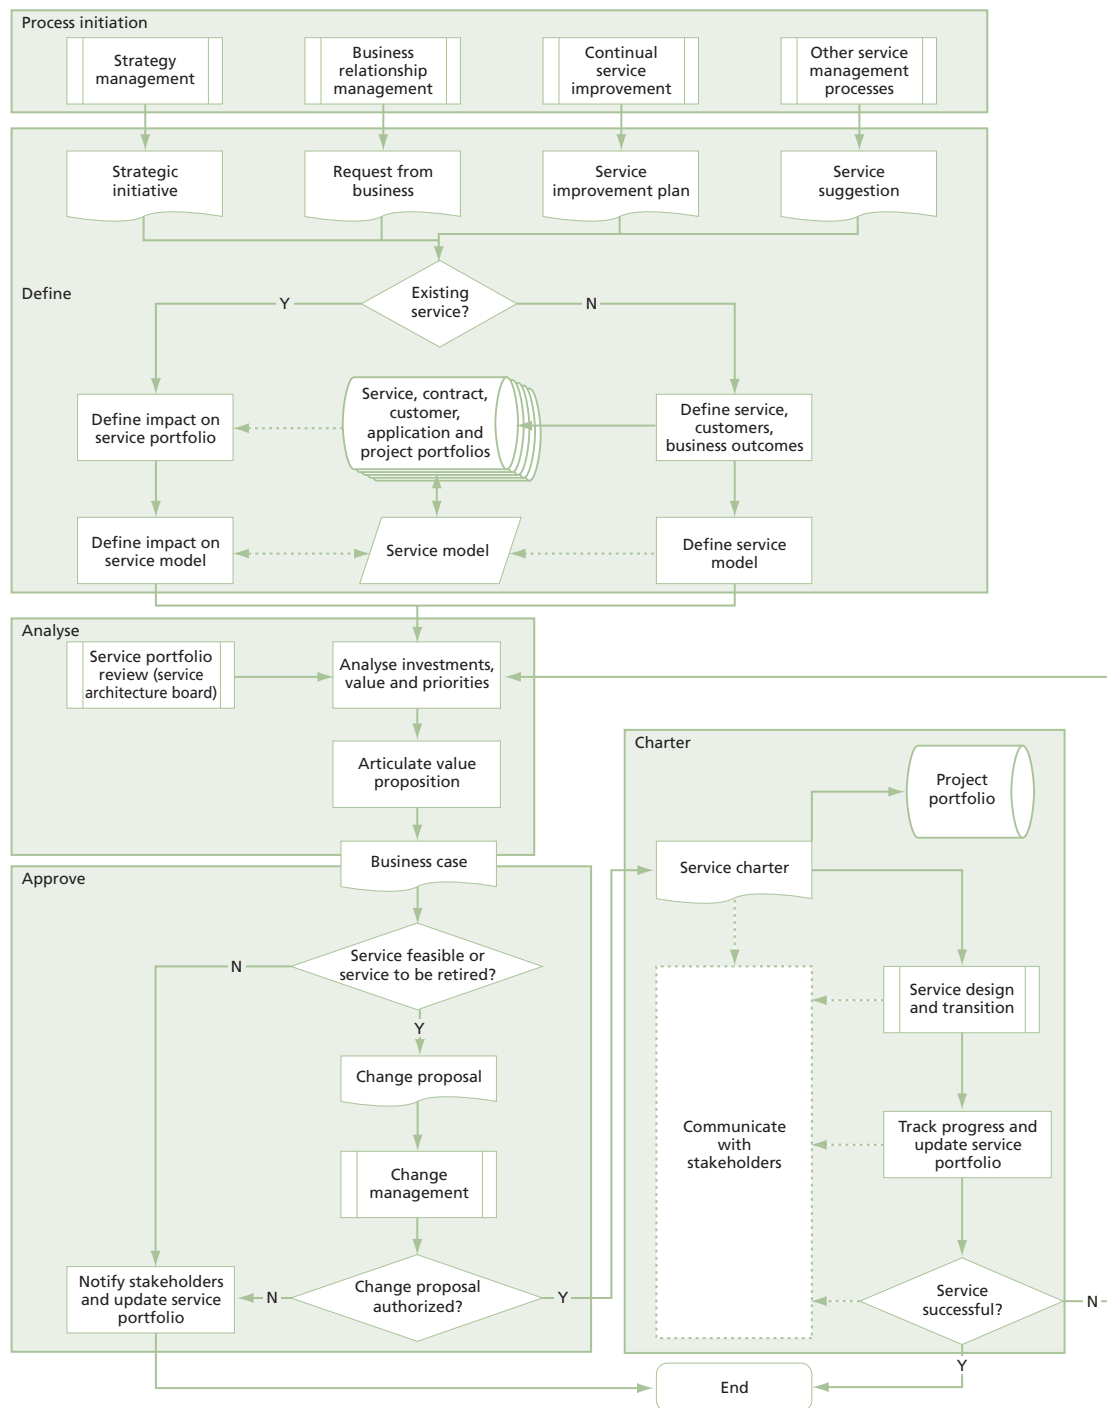 Process initiation
Strategy
management
Business
relationship
management
Continual
service
improvement
Other service
management
processes
Strategic
initiative
Request from
business
Service
improvement plan
Service
suggestion
Define
Existing
service?
Y
N
Define impact on
service portfolio
Service, contract,
customer,
application and
project portfolios
Define service,
customers,
business outcomes
Define impact on
service model
Service model
Define service
model
Analyse
Service portfolio
review (service
architecture board)
Analyse investments,
value and priorities
Articulate value
proposition
Business case
Approve
Service feasible or
service to be retired?
N
Y
Change proposal
Change
management
Change proposal
authorized?
N
Y
Notify stakeholders
and update service
portfolio
Charter
Project
portfolio
Service charter
Service design
and transition
Communicate
with
stakeholders
Track progress and
update service
portfolio
Service
successful?
N
Y
End